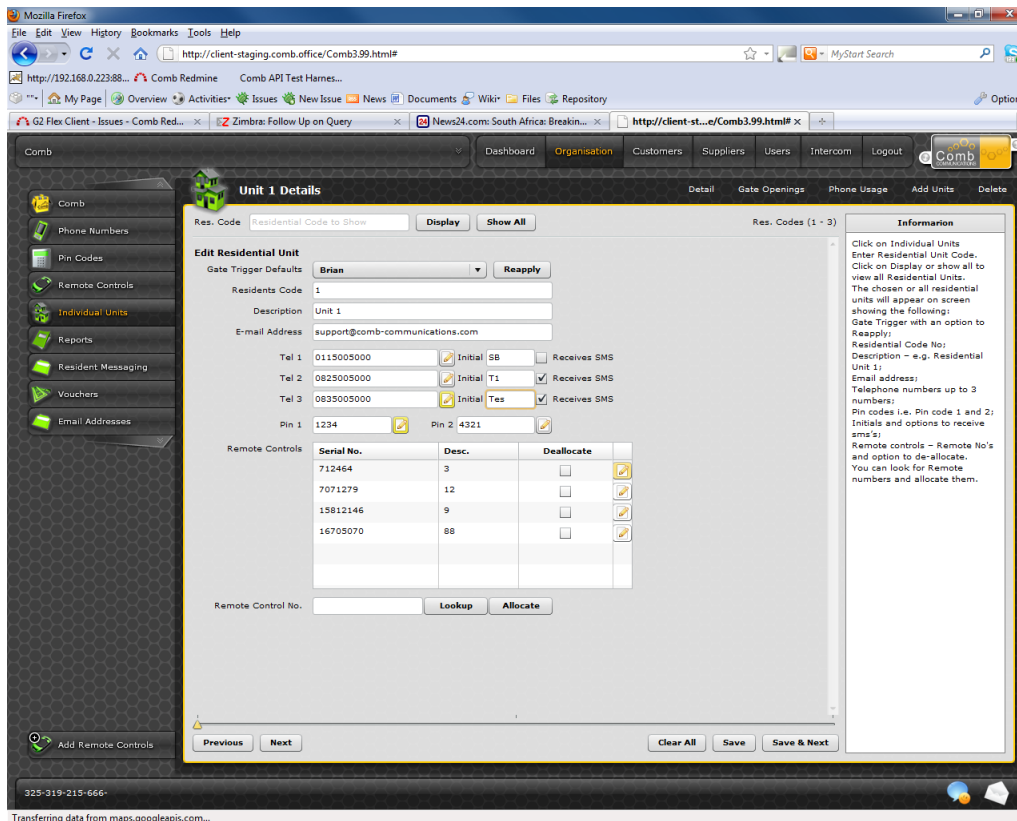 Mozilla Firefox
File Edit View History Bookmarks Tools Help
http://client-staging.comb.office/Comb3.99.html#
MyStart Search
http://192.168.0.223:88... Comb Redmine Comb API Test Harnes...
My Page Overview Activities Issues New Issue News Documents Wiki Files Repository Option
G2 Flex Client - Issues - Comb Red... Zimbra: Follow Up on Query News24.com: South Africa: Breakin... http://client-st...e/Comb3.99.html#
Comb Dashboard Organisation Customers Suppliers Users Intercom Logout Comb
COMMUNICATIONS
Unit 1 Details Detail Gate Openings Phone Usage Add Units Delete
Comb
Phone Numbers
Pin Codes
Remote Controls
Individual Units
Reports
Resident Messaging
Vouchers
Email Addresses
Add Remote Controls
Res. Code Residential Code to Show Display Show All Res. Codes (1 - 3)
Edit Residential Unit
Gate Trigger Defaults Brian Reapply
Residents Code 1
Description Unit 1
E-mail Address support@comb-communications.com
Tel 1 0115005000 Initial SB Receives SMS
Tel 2 0825005000 Initial T1 Receives SMS
Tel 3 0835005000 Initial Tes Receives SMS
Pin 1 1234 Pin 2 4321
Remote Controls Serial No. Desc. Deallocate
712464 3
7071279 12
15812146 9
16705070 88
Remote Control No. Lookup Allocate
Previous Next Clear All Save Save & Next
Informarion
Click on Individual Units
Enter Residential Unit Code.
Click on Display or show all to
view all Residential Units.
The chosen or all residential
units will appear on screen
showing the following:
Gate Trigger with an option to
Reapply;
Residential Code No;
Description – e.g. Residential
Unit 1;
Email address;
Telephone numbers up to 3
numbers;
Pin codes i.e. Pin code 1 and 2;
Initials and options to receive
sms's;
Remote controls – Remote No's
and option to de-allocate.
You can look for Remote
numbers and allocate them.
325-319-215-666-
Transferring data from maps.googleapis.com...